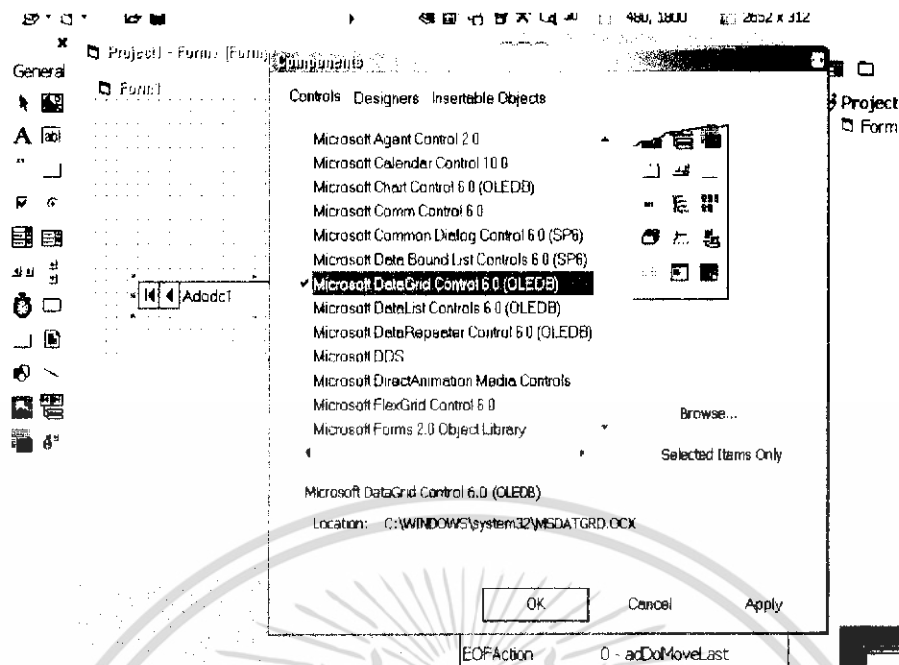 480, 1800 2652 x 312
Project1 - Form1 [Form
Components
General
Form1
Controls Designers Insertable Objects
Project
Form
Microsoft Agent Control 2.0
Microsoft Calendar Control 10.0
Microsoft Chart Control 6.0 (OLEDB)
Microsoft Comm Control 6.0
Microsoft Common Dialog Control 6.0 (SP6)
Microsoft Data Bound List Controls 6.0 (SP6)
Microsoft DataGrid Control 6.0 (OLEDB)
Adodc1
Microsoft DataList Controls 6.0 (OLEDB)
Microsoft DataRepeater Control 6.0 (OLEDB)
Microsoft DDS
Microsoft DirectAnimation Media Controls
Microsoft FlexGrid Control 6.0
Microsoft Forms 2.0 Object Library
Browse...
Selected Items Only
Microsoft DataGrid Control 6.0 (OLEDB)
Location: C:\WINDOWS\system32\MSDATGRD.OCX
OK Cancel Apply
EOFAction 0 - adDoMoveLast